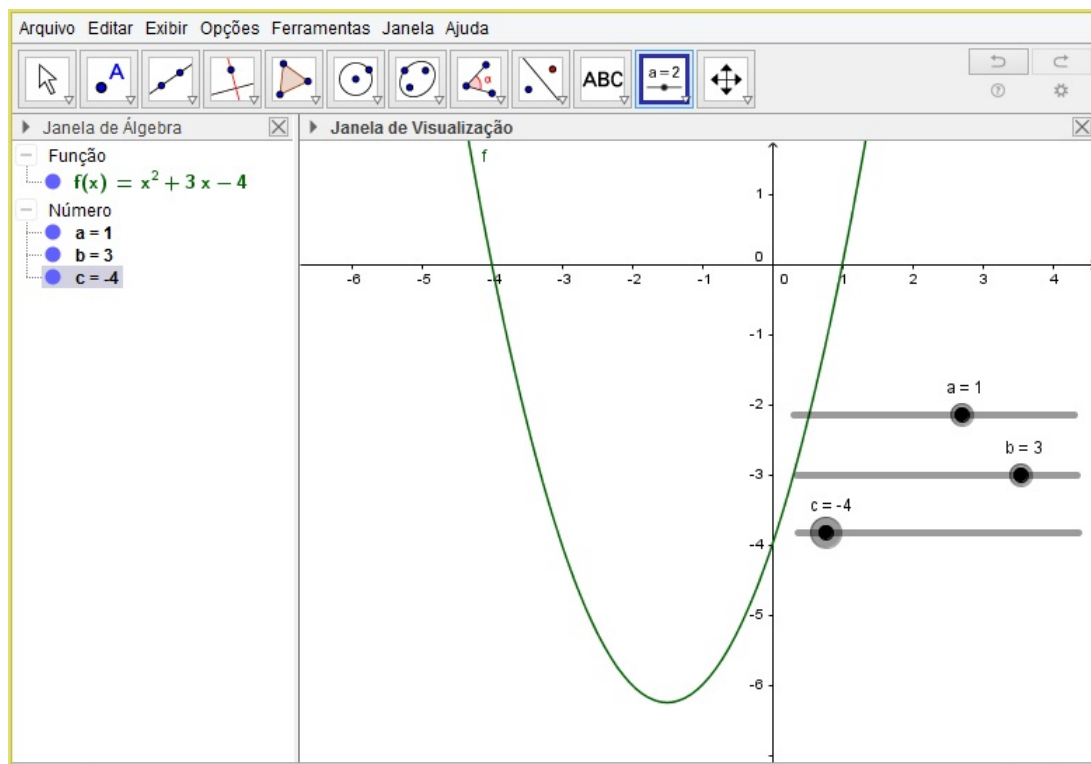 Arquivo Editar Exibir Opções Ferramentas Janela Ajuda
A
α
ABC
a=2
Janela de Álgebra
Janela de Visualização
Função
f(x) = x² + 3 x − 4
Número
a = 1
b = 3
c = -4
f
1
0
-6 -5 -4 -3 -2 -1 0 1 2 3 4
-1
-2
-3
-4
-5
-6
a = 1
b = 3
c = -4